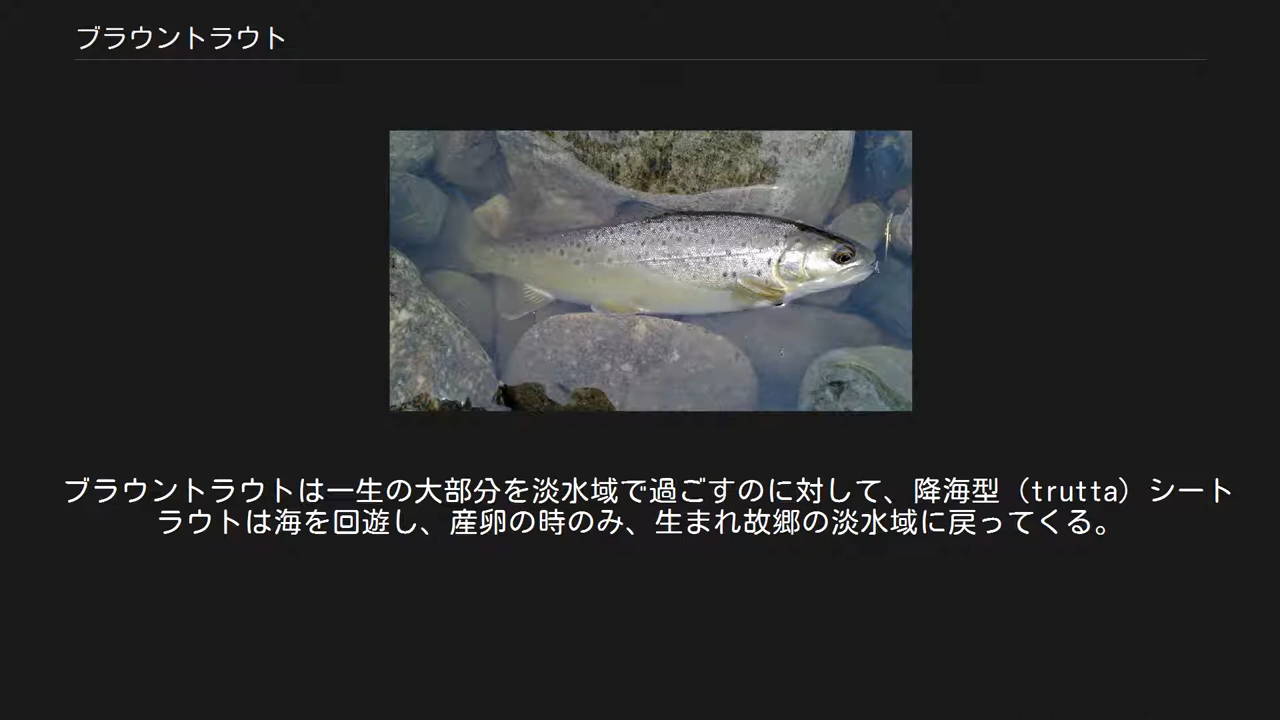 ブラウントラウト
ブラウントラウトは一生の大部分を淡水域で過ごすのに対して、降海型（trutta）シート
ラウトは海を回遊し、産卵の時のみ、生まれ故郷の淡水域に戻ってくる。